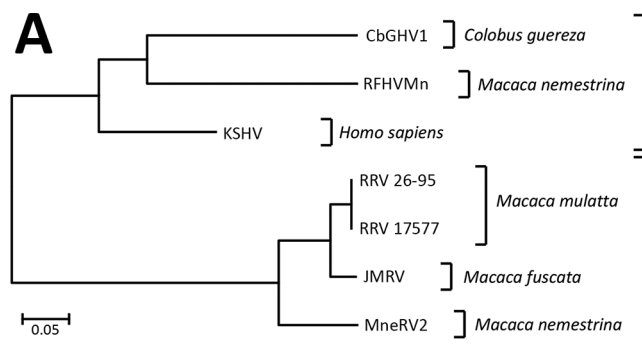 A
CbGHV1 Colobus guereza
RFHVMn Macaca nemestrina
KSHV Homo sapiens
RRV 26-95
Macaca mulatta
RRV 17577
JMRV Macaca fuscata
MneRV2 Macaca nemestrina
0.05